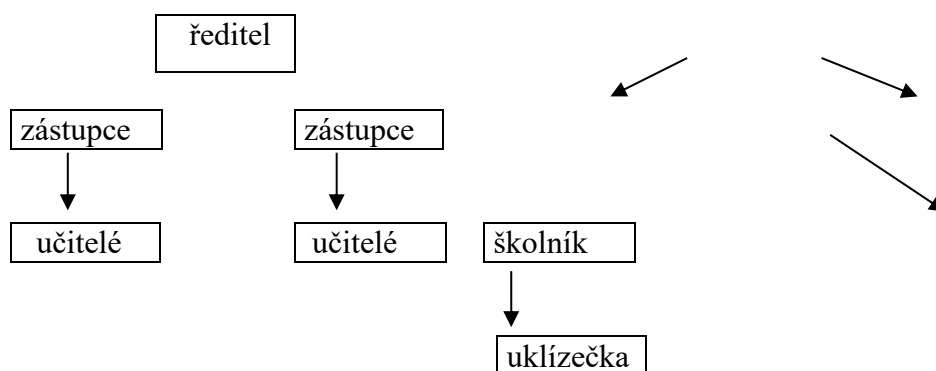 ředitel
zástupce zástupce
učitelé učitelé školník
uklízečka